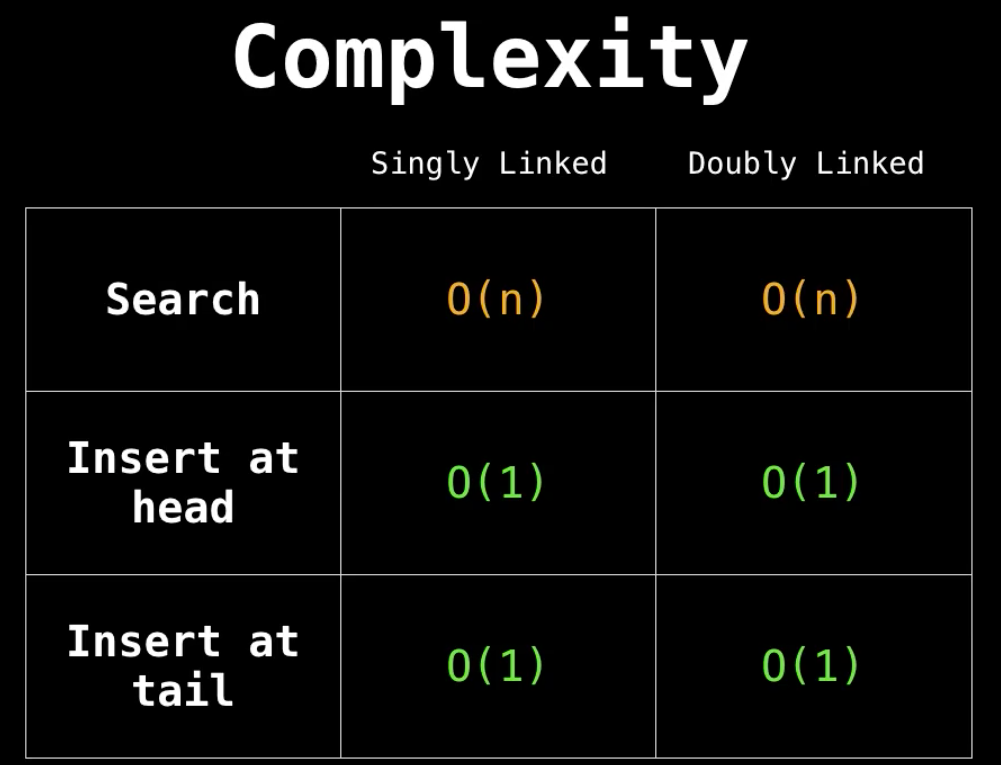 Complexity
Singly Linked
Doubly Linked
Search
O(n)
O(n)
Insert at
head
O(1)
O(1)
Insert at
tail
O(1)
O(1)